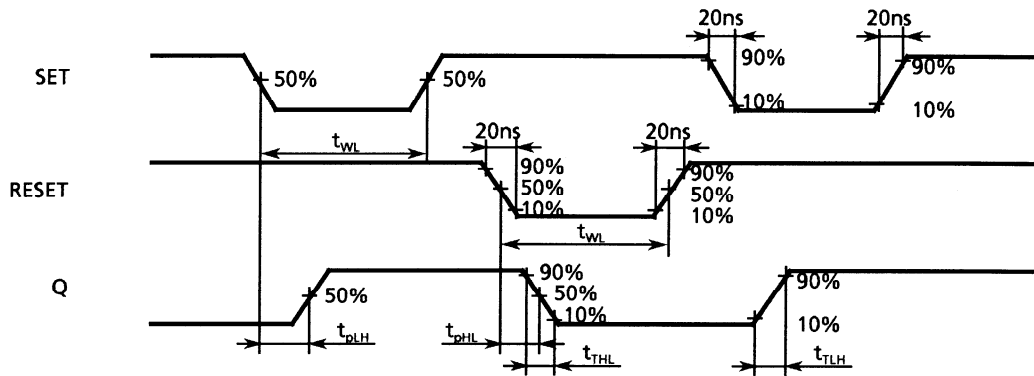 20ns 20ns
SET 50% 50% 90% 10% 90% 10%
tWL 20ns 20ns
RESET 90% 50% 10% 90% 50% 10%
tWL
Q 50% 90% 50% 10% 90% 10%
tpLH tpHL tTHL tTLH